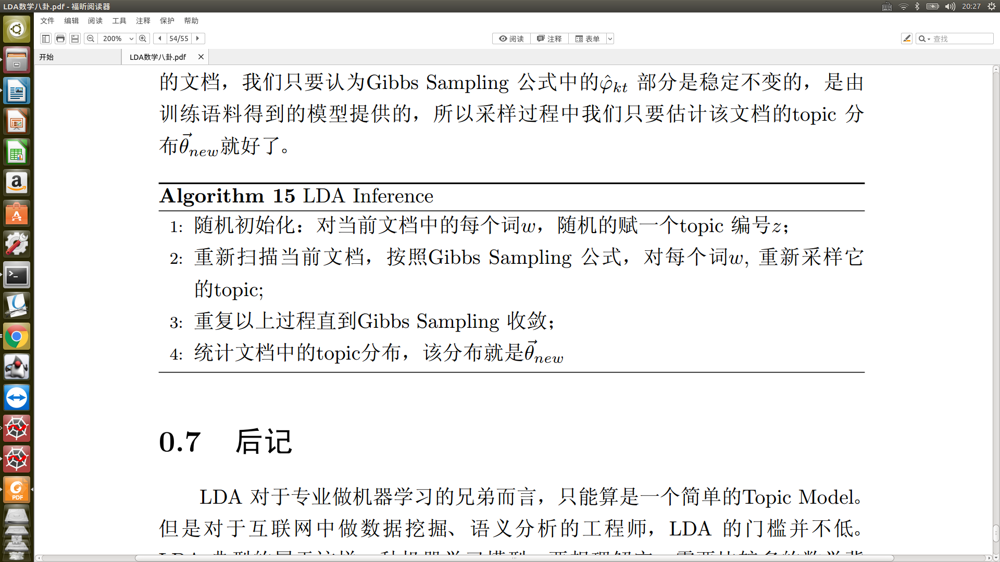 LDA数学八卦.pdf - 福昕阅读器
20:27
文件 编辑 阅读 工具 注释 保护 帮助
200% 54/55 阅读 注释 表单 查找
开始 LDA数学八卦.pdf
的文档，我们只要认为Gibbs Sampling 公式中的φ̂kt 部分是稳定不变的，是由
训练语料得到的模型提供的，所以采样过程中我们只要估计该文档的topic 分
布θ⃗new就好了。
Algorithm 15 LDA Inference
1: 随机初始化：对当前文档中的每个词w，随机的赋一个topic 编号z；
2: 重新扫描当前文档，按照Gibbs Sampling 公式，对每个词w, 重新采样它
的topic;
3: 重复以上过程直到Gibbs Sampling 收敛；
4: 统计文档中的topic分布，该分布就是θ⃗new
0.7 后记
LDA 对于专业做机器学习的兄弟而言，只能算是一个简单的Topic Model。
但是对于互联网中做数据挖掘、语义分析的工程师，LDA 的门槛并不低。
PDF